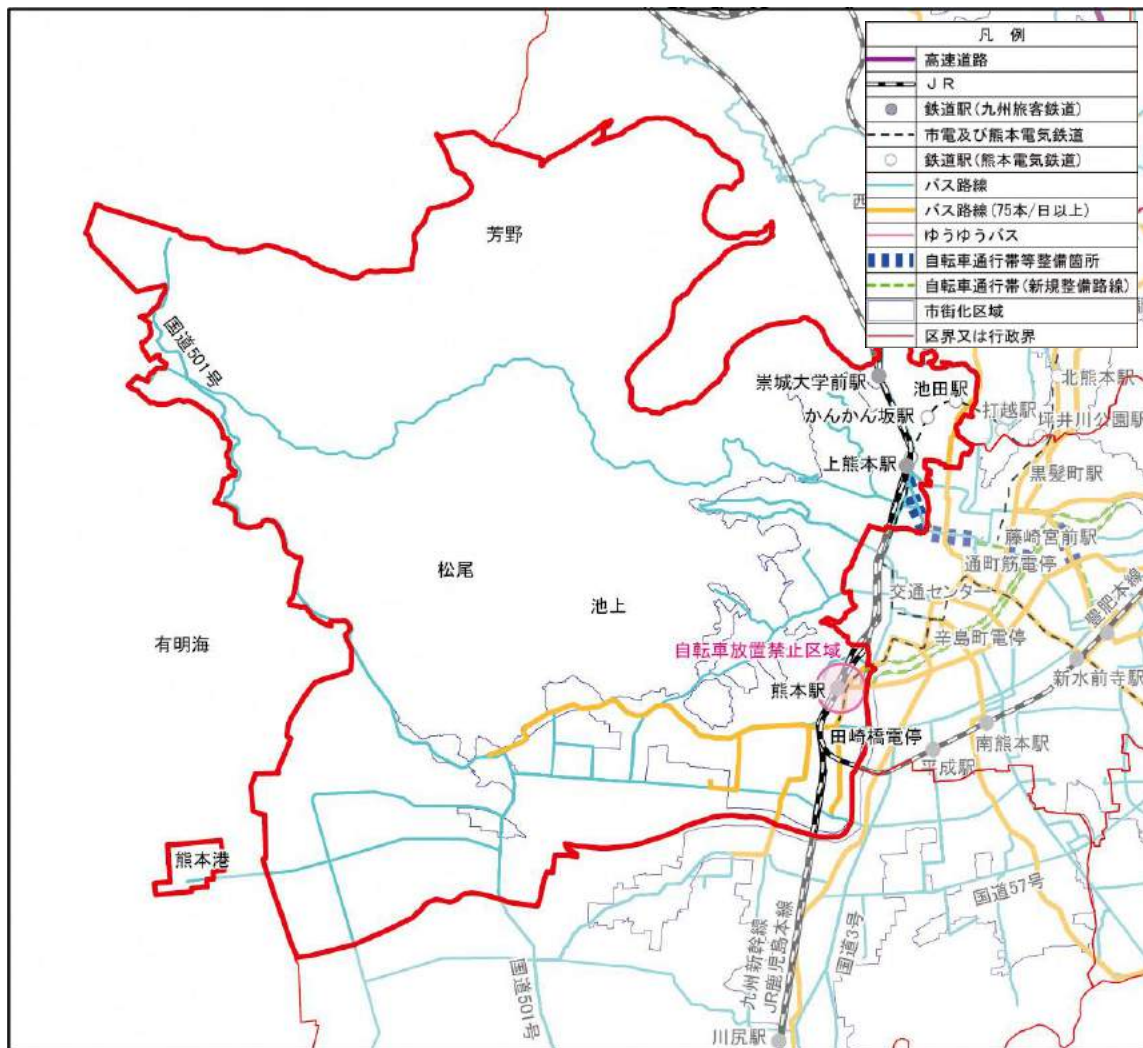 凡 例
高速道路
ＪＲ
鉄道駅(九州旅客鉄道)
市電及び熊本電気鉄道
鉄道駅(熊本電気鉄道)
バス路線
バス路線(75本/日以上)
ゆうゆうバス
自転車通行帯等整備箇所
自転車通行帯(新規整備路線)
市街化区域
区界又は行政界
西
芳野
国道501号
崇城大学前駅
池田駅
北熊本駅
かんかん坂駅
打越駅
坪井川公園駅
上熊本駅
黒髪町駅
藤崎宮前駅
通町筋電停
松尾
池上
交通センター
豊肥本線
有明海
辛島町電停
自転車放置禁止区域
新水前寺駅
熊本駅
田崎橋電停
南熊本駅
平成駅
熊本港
国道57号
国道501号
九州新幹線
JR鹿児島本線
国道3号
川尻駅